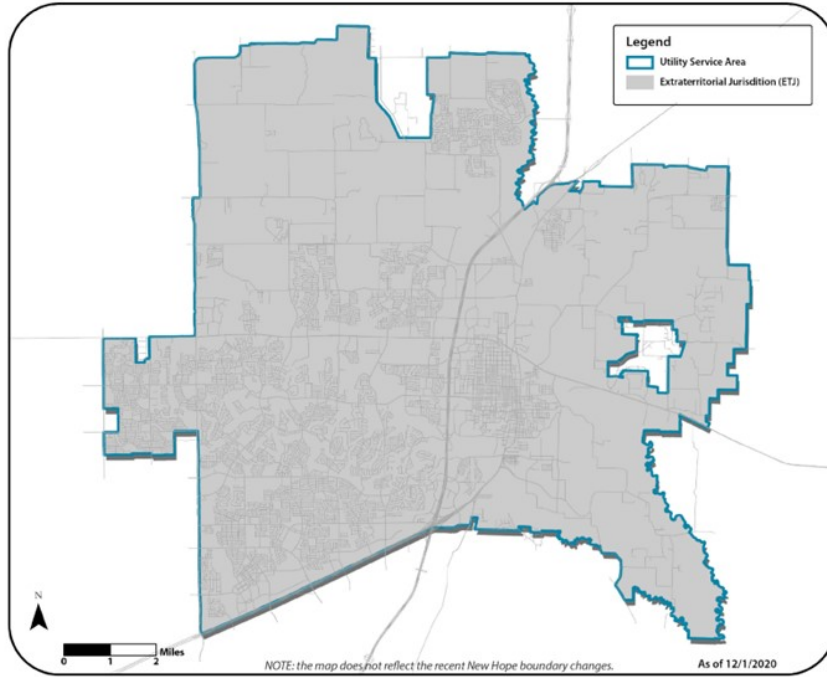 Legend
Utility Service Area
Extraterritorial Jurisdition (ETJ)
N
0 1 2 Miles
NOTE: the map does not reflect the recent New Hope boundary changes.
As of 12/1/2020